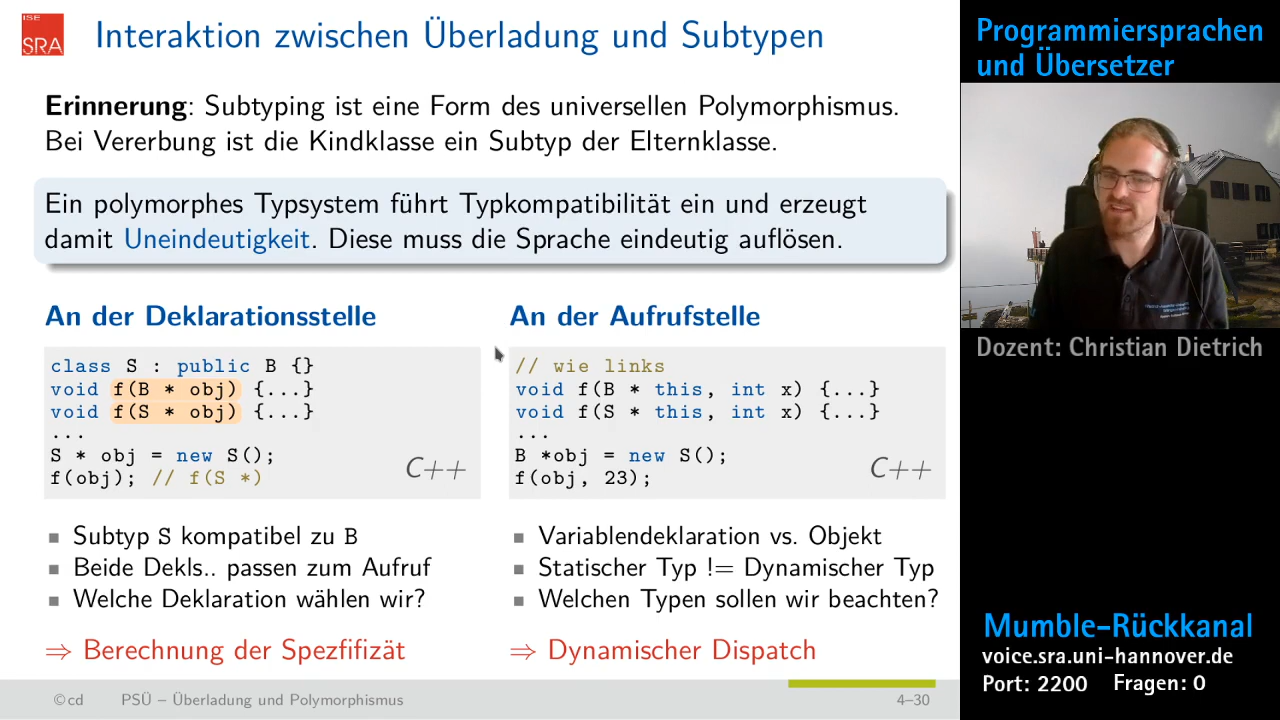 ISE
SRA
Interaktion zwischen Überladung und Subtypen
Erinnerung: Subtyping ist eine Form des universellen Polymorphismus.
Bei Vererbung ist die Kindklasse ein Subtyp der Elternklasse.
Ein polymorphes Typsystem führt Typkompatibilität ein und erzeugt
damit Uneindeutigkeit. Diese muss die Sprache eindeutig auflösen.
An der Deklarationsstelle
class S : public B {}
void f(B * obj) {...}
void f(S * obj) {...}
...
S * obj = new S();
f(obj); // f(S *)
C++
■ Subtyp S kompatibel zu B
■ Beide Dekls.. passen zum Aufruf
■ Welche Deklaration wählen wir?
⇒ Berechnung der Spezfifizät
An der Aufrufstelle
// wie links
void f(B * this, int x) {...}
void f(S * this, int x) {...}
...
B *obj = new S();
f(obj, 23);
C++
■ Variablendeklaration vs. Objekt
■ Statischer Typ != Dynamischer Typ
■ Welchen Typen sollen wir beachten?
⇒ Dynamischer Dispatch
©cd PSÜ – Überladung und Polymorphismus 4–30
Programmiersprachen
und Übersetzer
Dozent: Christian Dietrich
Mumble-Rückkanal
voice.sra.uni-hannover.de
Port: 2200 Fragen: 0